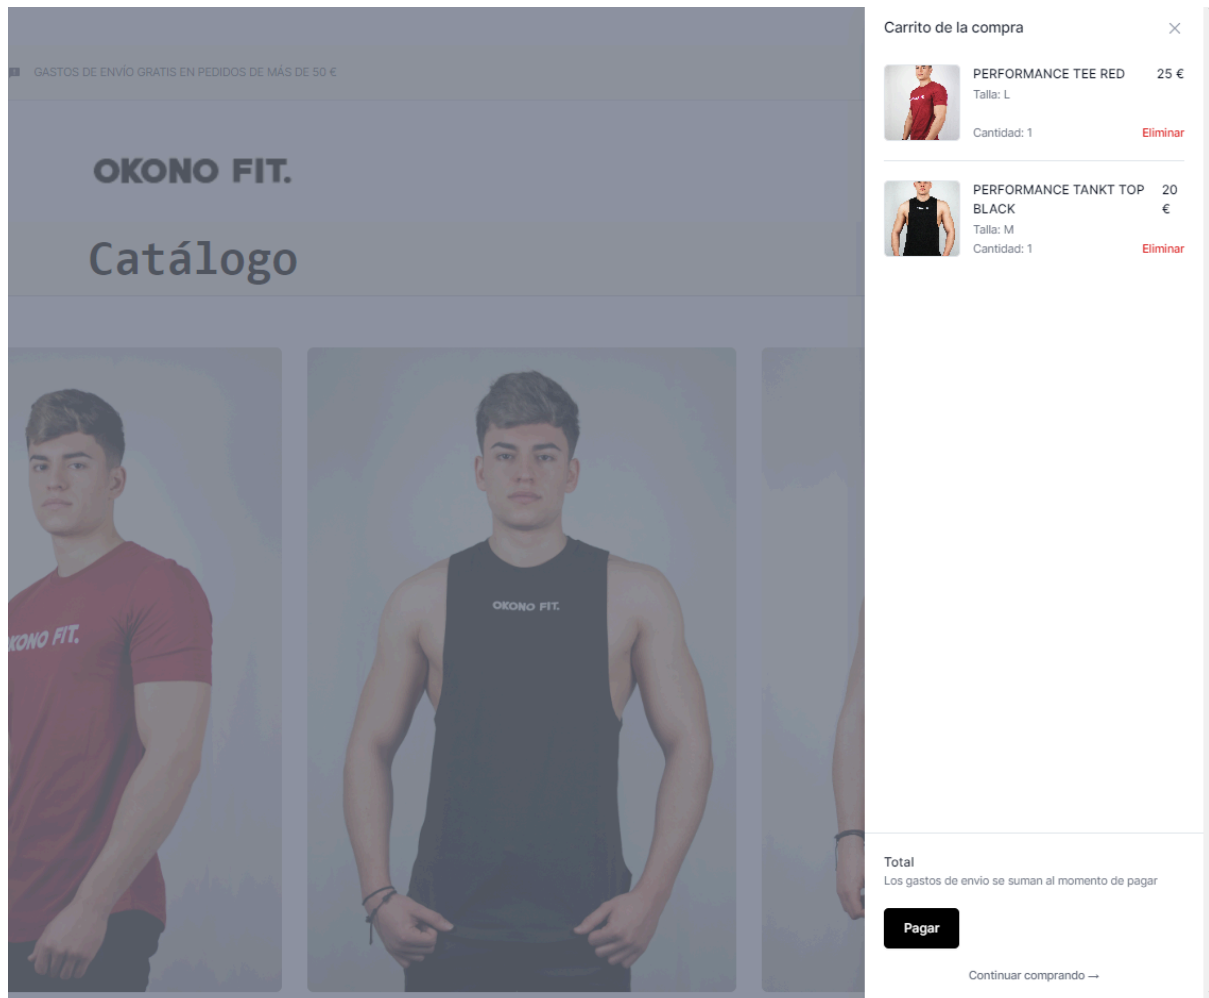 GASTOS DE ENVÍO GRATIS EN PEDIDOS DE MÁS DE 50 €
OKONO FIT.
Catálogo
KONO FIT.
OKONO FIT.
Carrito de la compra
PERFORMANCE TEE RED 25 €
Talla: L
Cantidad: 1 Eliminar
PERFORMANCE TANKT TOP 20
BLACK €
Talla: M
Cantidad: 1 Eliminar
Total
Los gastos de envio se suman al momento de pagar
Pagar
Continuar comprando →